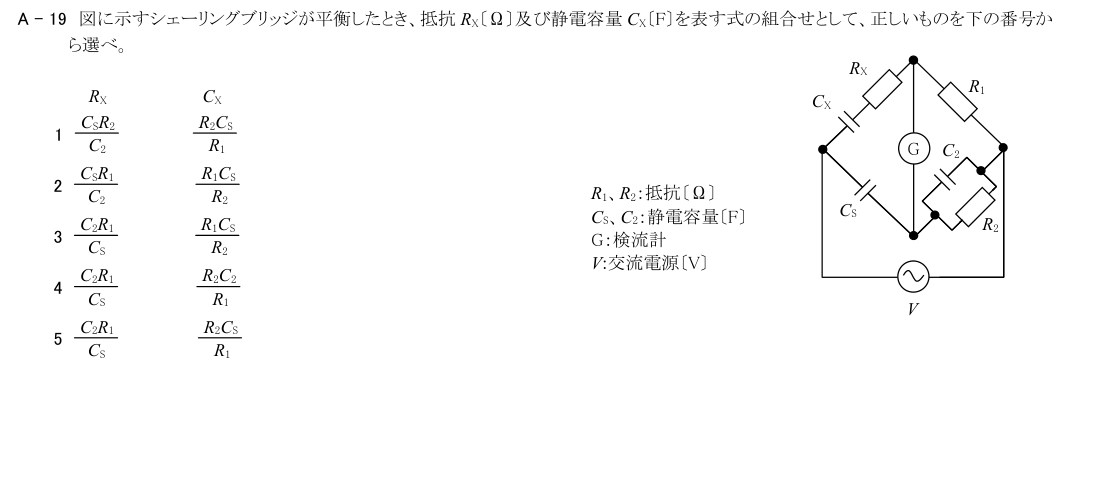 A－19 図に示すシェーリングブリッジが平衡したとき、抵抗 RX〔Ω〕及び静電容量 CX〔F〕を表す式の組合せとして、正しいものを下の番号か
ら選べ。
RX CX
1 CSR2/C2 R2CS/R1
2 CSR1/C2 R1CS/R2
3 C2R1/CS R1CS/R2
4 C2R1/CS R2C2/R1
5 C2R1/CS R2CS/R1
R1、R2:抵抗〔Ω〕
CS、C2:静電容量〔F〕
G:検流計
V:交流電源〔V〕
RX
R1
CX
G
C2
CS
R2
V